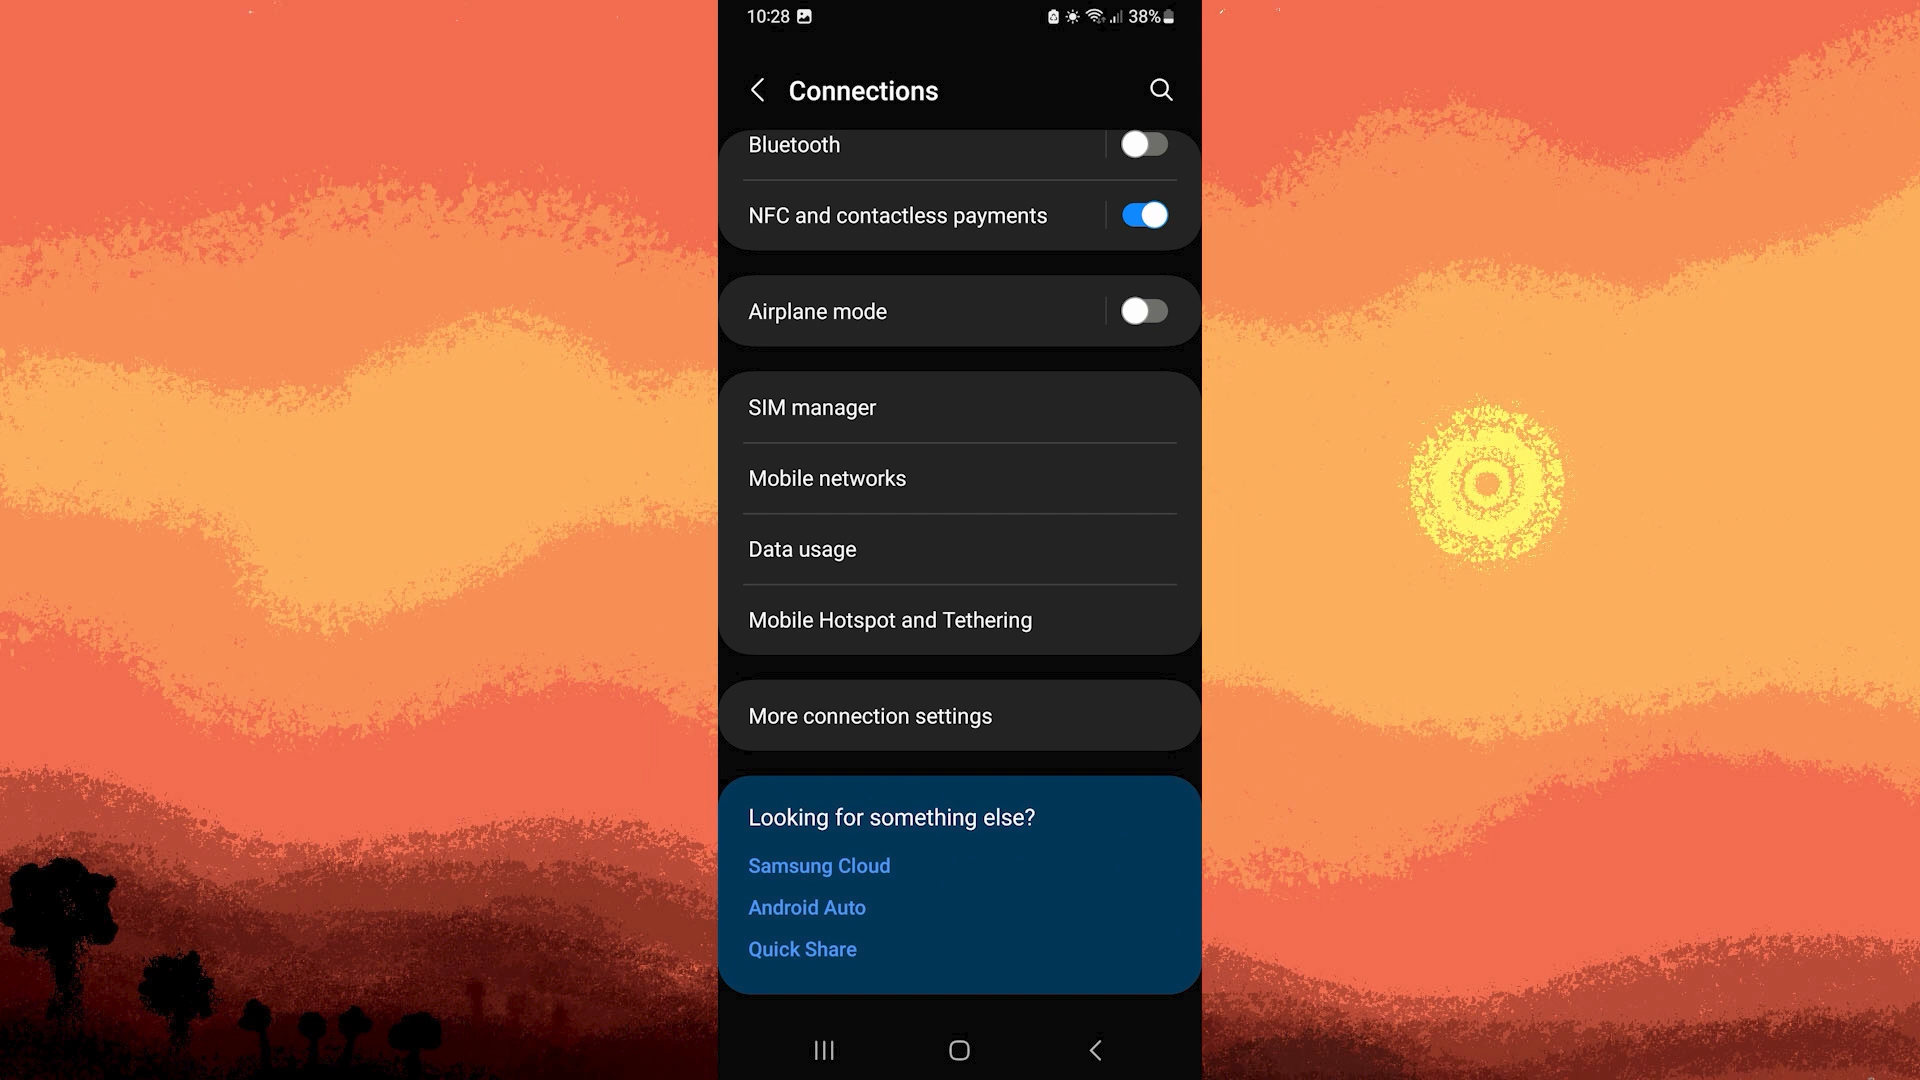 10:28 38%
Connections
Bluetooth
NFC and contactless payments
Airplane mode
SIM manager
Mobile networks
Data usage
Mobile Hotspot and Tethering
More connection settings
Looking for something else?
Samsung Cloud
Android Auto
Quick Share